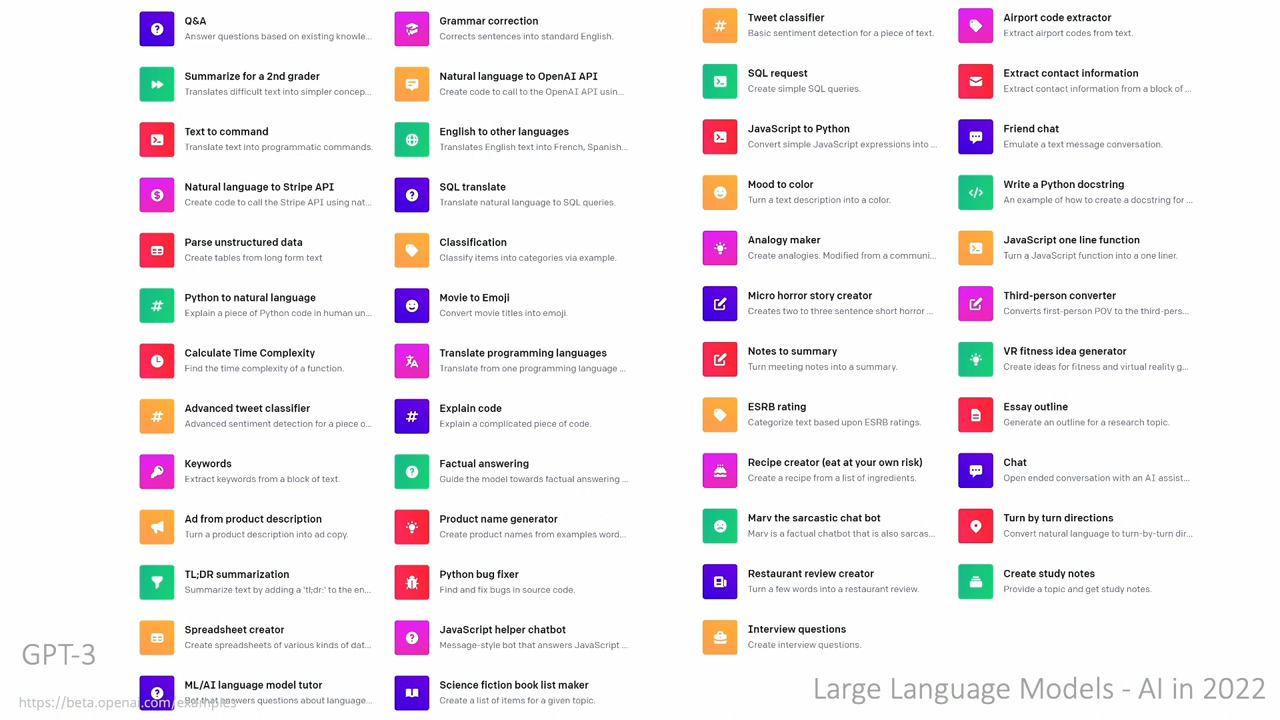 Q&A
Answer questions based on existing knowle...
Summarize for a 2nd grader
Translates difficult text into simpler concep...
Text to command
Translate text into programmatic commands.
Natural language to Stripe API
Create code to call the Stripe API using nat...
Parse unstructured data
Create tables from long form text
Python to natural language
Explain a piece of Python code in human un...
Calculate Time Complexity
Find the time complexity of a function.
Advanced tweet classifier
Advanced sentiment detection for a piece o...
Keywords
Extract keywords from a block of text.
Ad from product description
Turn a product description into ad copy.
TL;DR summarization
Summarize text by adding a 'tl;dr:' to the en...
Spreadsheet creator
Create spreadsheets of various kinds of dat...
ML/AI language model tutor
Bot that answers questions about language...
Grammar correction
Corrects sentences into standard English.
Natural language to OpenAI API
Create code to call to the OpenAI API usin...
English to other languages
Translates English text into French, Spanish...
SQL translate
Translate natural language to SQL queries.
Classification
Classify items into categories via example.
Movie to Emoji
Convert movie titles into emoji.
Translate programming languages
Translate from one programming language ...
Explain code
Explain a complicated piece of code.
Factual answering
Guide the model towards factual answering ...
Product name generator
Create product names from examples word...
Python bug fixer
Find and fix bugs in source code.
JavaScript helper chatbot
Message-style bot that answers JavaScript ...
Science fiction book list maker
Create a list of items for a given topic.
Tweet classifier
Basic sentiment detection for a piece of text.
SQL request
Create simple SQL queries.
JavaScript to Python
Convert simple JavaScript expressions into ...
Mood to color
Turn a text description into a color.
Analogy maker
Create analogies. Modified from a communi...
Micro horror story creator
Creates two to three sentence short horror ...
Notes to summary
Turn meeting notes into a summary.
ESRB rating
Categorize text based upon ESRB ratings.
Recipe creator (eat at your own risk)
Create a recipe from a list of ingredients.
Marv the sarcastic chat bot
Marv is a factual chatbot that is also sarcas...
Restaurant review creator
Turn a few words into a restaurant review.
Interview questions
Create interview questions.
Airport code extractor
Extract airport codes from text.
Extract contact information
Extract contact information from a block of ...
Friend chat
Emulate a text message conversation.
Write a Python docstring
An example of how to create a docstring for ...
JavaScript one line function
Turn a JavaScript function into a one liner.
Third-person converter
Converts first-person POV to the third-pers...
VR fitness idea generator
Create ideas for fitness and virtual reality g...
Essay outline
Generate an outline for a research topic.
Chat
Open ended conversation with an AI assist...
Turn by turn directions
Convert natural language to turn-by-turn dir...
Create study notes
Provide a topic and get study notes.
GPT-3
https://beta.openai.com/examples
Large Language Models - AI in 2022